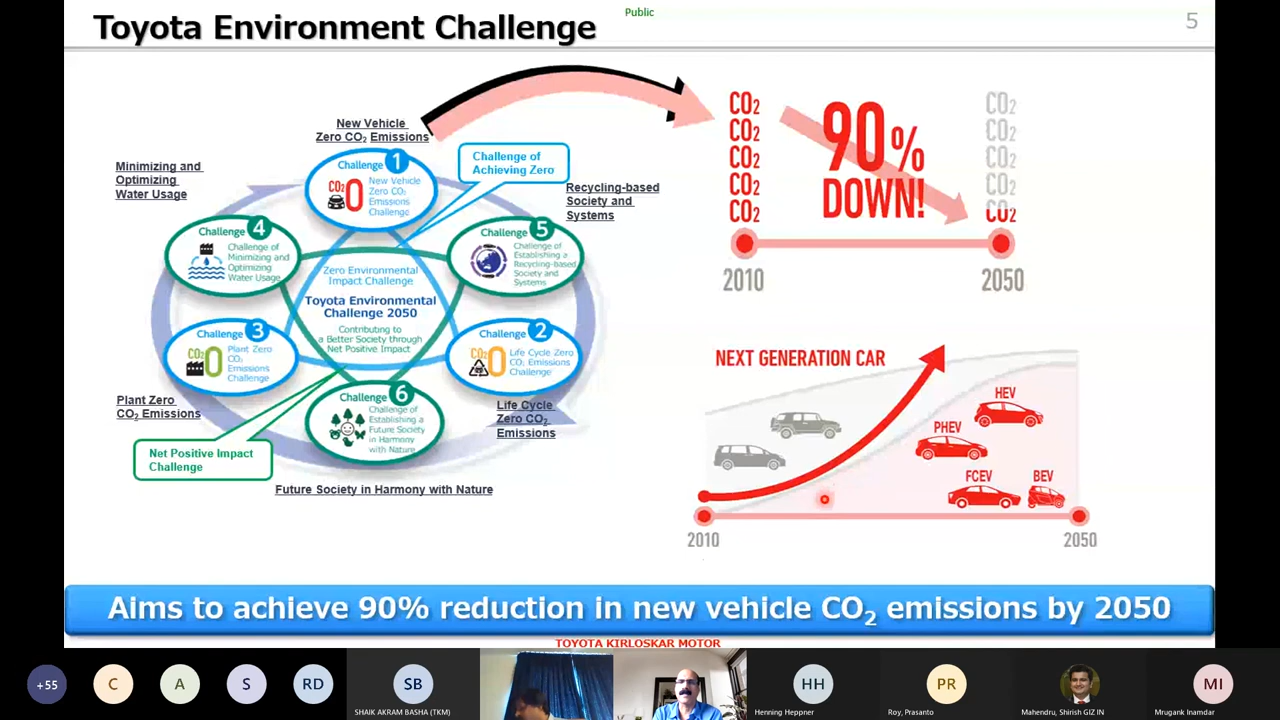 Toyota Environment Challenge
Public
5
New Vehicle
Zero CO₂ Emissions
Minimizing and
Optimizing
Water Usage
Challenge 1
CO₂ 0
New Vehicle
Zero CO₂
Emissions
Challenge
Challenge of
Achieving Zero
Recycling-based
Society and
Systems
Challenge 4
Challenge of
Minimizing and
Optimizing
Water Usage
Challenge 5
Challenge of
Establishing a
Recycling-based
Society and
Systems
Zero Environmental
Impact Challenge
Toyota Environmental
Challenge 2050
Contributing to
a Better Society through
Net Positive Impact
Challenge 3
CO₂ 0
Plant Zero
CO₂
Emissions
Challenge
Challenge 2
CO₂ 0
Life Cycle Zero
CO₂ Emissions
Challenge
Plant Zero
CO₂ Emissions
Challenge 6
Challenge of
Establishing a
Future Society
in Harmony
with Nature
Life Cycle
Zero CO₂
Emissions
Net Positive Impact
Challenge
Future Society in Harmony with Nature
CO₂
CO₂
CO₂
CO₂
CO₂
90%
DOWN!
CO₂
CO₂
CO₂
CO₂
CO₂
2010
2050
NEXT GENERATION CAR
HEV
PHEV
FCEV
BEV
2010
2050
Aims to achieve 90% reduction in new vehicle CO₂ emissions by 2050
TOYOTA KIRLOSKAR MOTOR
+55
C
A
S
RD
SB
SHAIK AKRAM BASHA (TKM)
HH
Henning Heppner
PR
Roy, Prasanto
Mahendru, Shirish GIZ IN
MI
Mrugank Inamdar